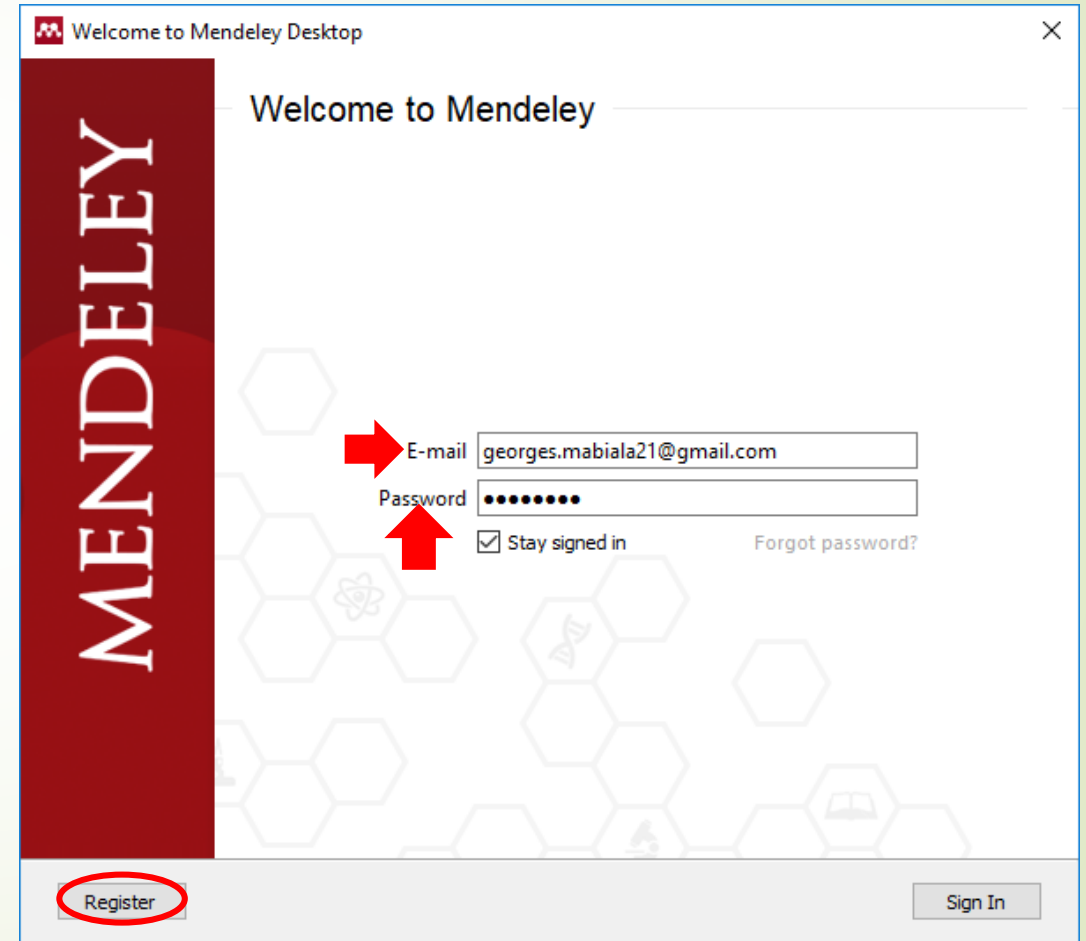 Welcome to Mendeley Desktop
Welcome to Mendeley
MENDELEY
E-mail georges.mabiala21@gmail.com
Password ●●●●●●●●
Stay signed in Forgot password?
Register Sign In